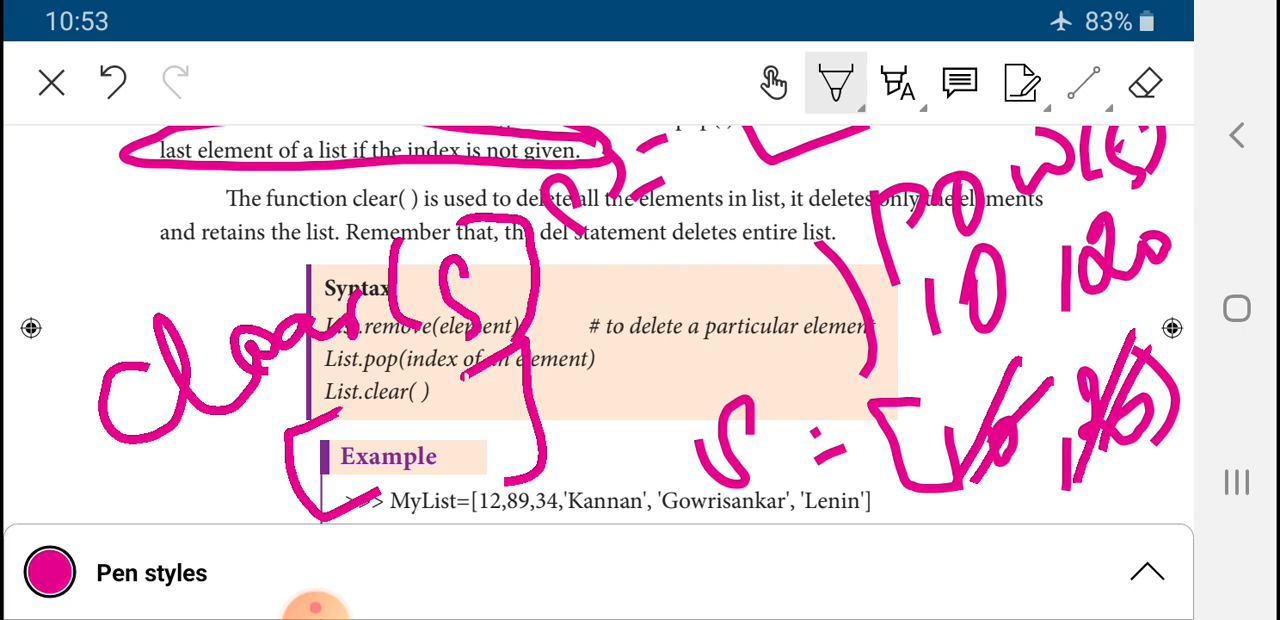 10:53 83%
last element of a list if the index is not given.
The function clear( ) is used to delete all the elements in list, it deletes only the elements
and retains the list. Remember that, the del statement deletes entire list.
Syntax
List.remove(element) # to delete a particular element
List.pop(index of an element)
List.clear( )
clear(S)
10, 20
S = [10, 20]
[ ]
Example
>>> MyList=[12,89,34,'Kannan', 'Gowrisankar', 'Lenin']
Pen styles